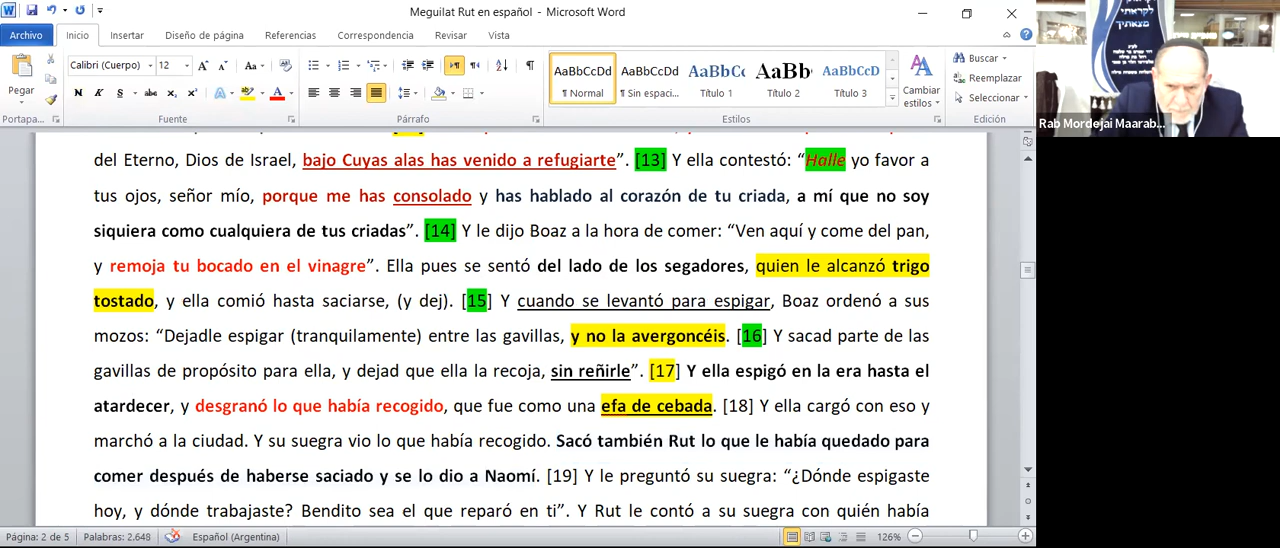 Meguilat Rut en español - Microsoft Word
Archivo Inicio Insertar Diseño de página Referencias Correspondencia Revisar Vista
Calibri (Cuerpo) 12
Pegar
N K S abc x₂ x² A
AaBbCcDd AaBbCcDd AaBbCc AaBb AaBbCcD
¶ Normal ¶ Sin espaci... Título 1 Título 2 Título 3
Cambiar estilos
Buscar
Reemplazar
Seleccionar
Portapa... Fuente Párrafo Estilos Edición
לקראתי
מצאתיך
Rab Mordejai Maarab...
del Eterno, Dios de Israel, bajo Cuyas alas has venido a refugiarte”. [13] Y ella contestó: “Halle yo favor a
tus ojos, señor mío, porque me has consolado y has hablado al corazón de tu criada, a mí que no soy
siquiera como cualquiera de tus criadas”. [14] Y le dijo Boaz a la hora de comer: “Ven aquí y come del pan,
y remoja tu bocado en el vinagre”. Ella pues se sentó del lado de los segadores, quien le alcanzó trigo
tostado, y ella comió hasta saciarse, (y dej). [15] Y cuando se levantó para espigar, Boaz ordenó a sus
mozos: “Dejadle espigar (tranquilamente) entre las gavillas, y no la avergoncéis. [16] Y sacad parte de las
gavillas de propósito para ella, y dejad que ella la recoja, sin reñirle”. [17] Y ella espigó en la era hasta el
atardecer, y desgranó lo que había recogido, que fue como una efa de cebada. [18] Y ella cargó con eso y
marchó a la ciudad. Y su suegra vio lo que había recogido. Sacó también Rut lo que le había quedado para
comer después de haberse saciado y se lo dio a Naomí. [19] Y le preguntó su suegra: “¿Dónde espigaste
hoy, y dónde trabajaste? Bendito sea el que reparó en ti”. Y Rut le contó a su suegra con quién había
Página: 2 de 5 Palabras: 2.648 Español (Argentina) 126%